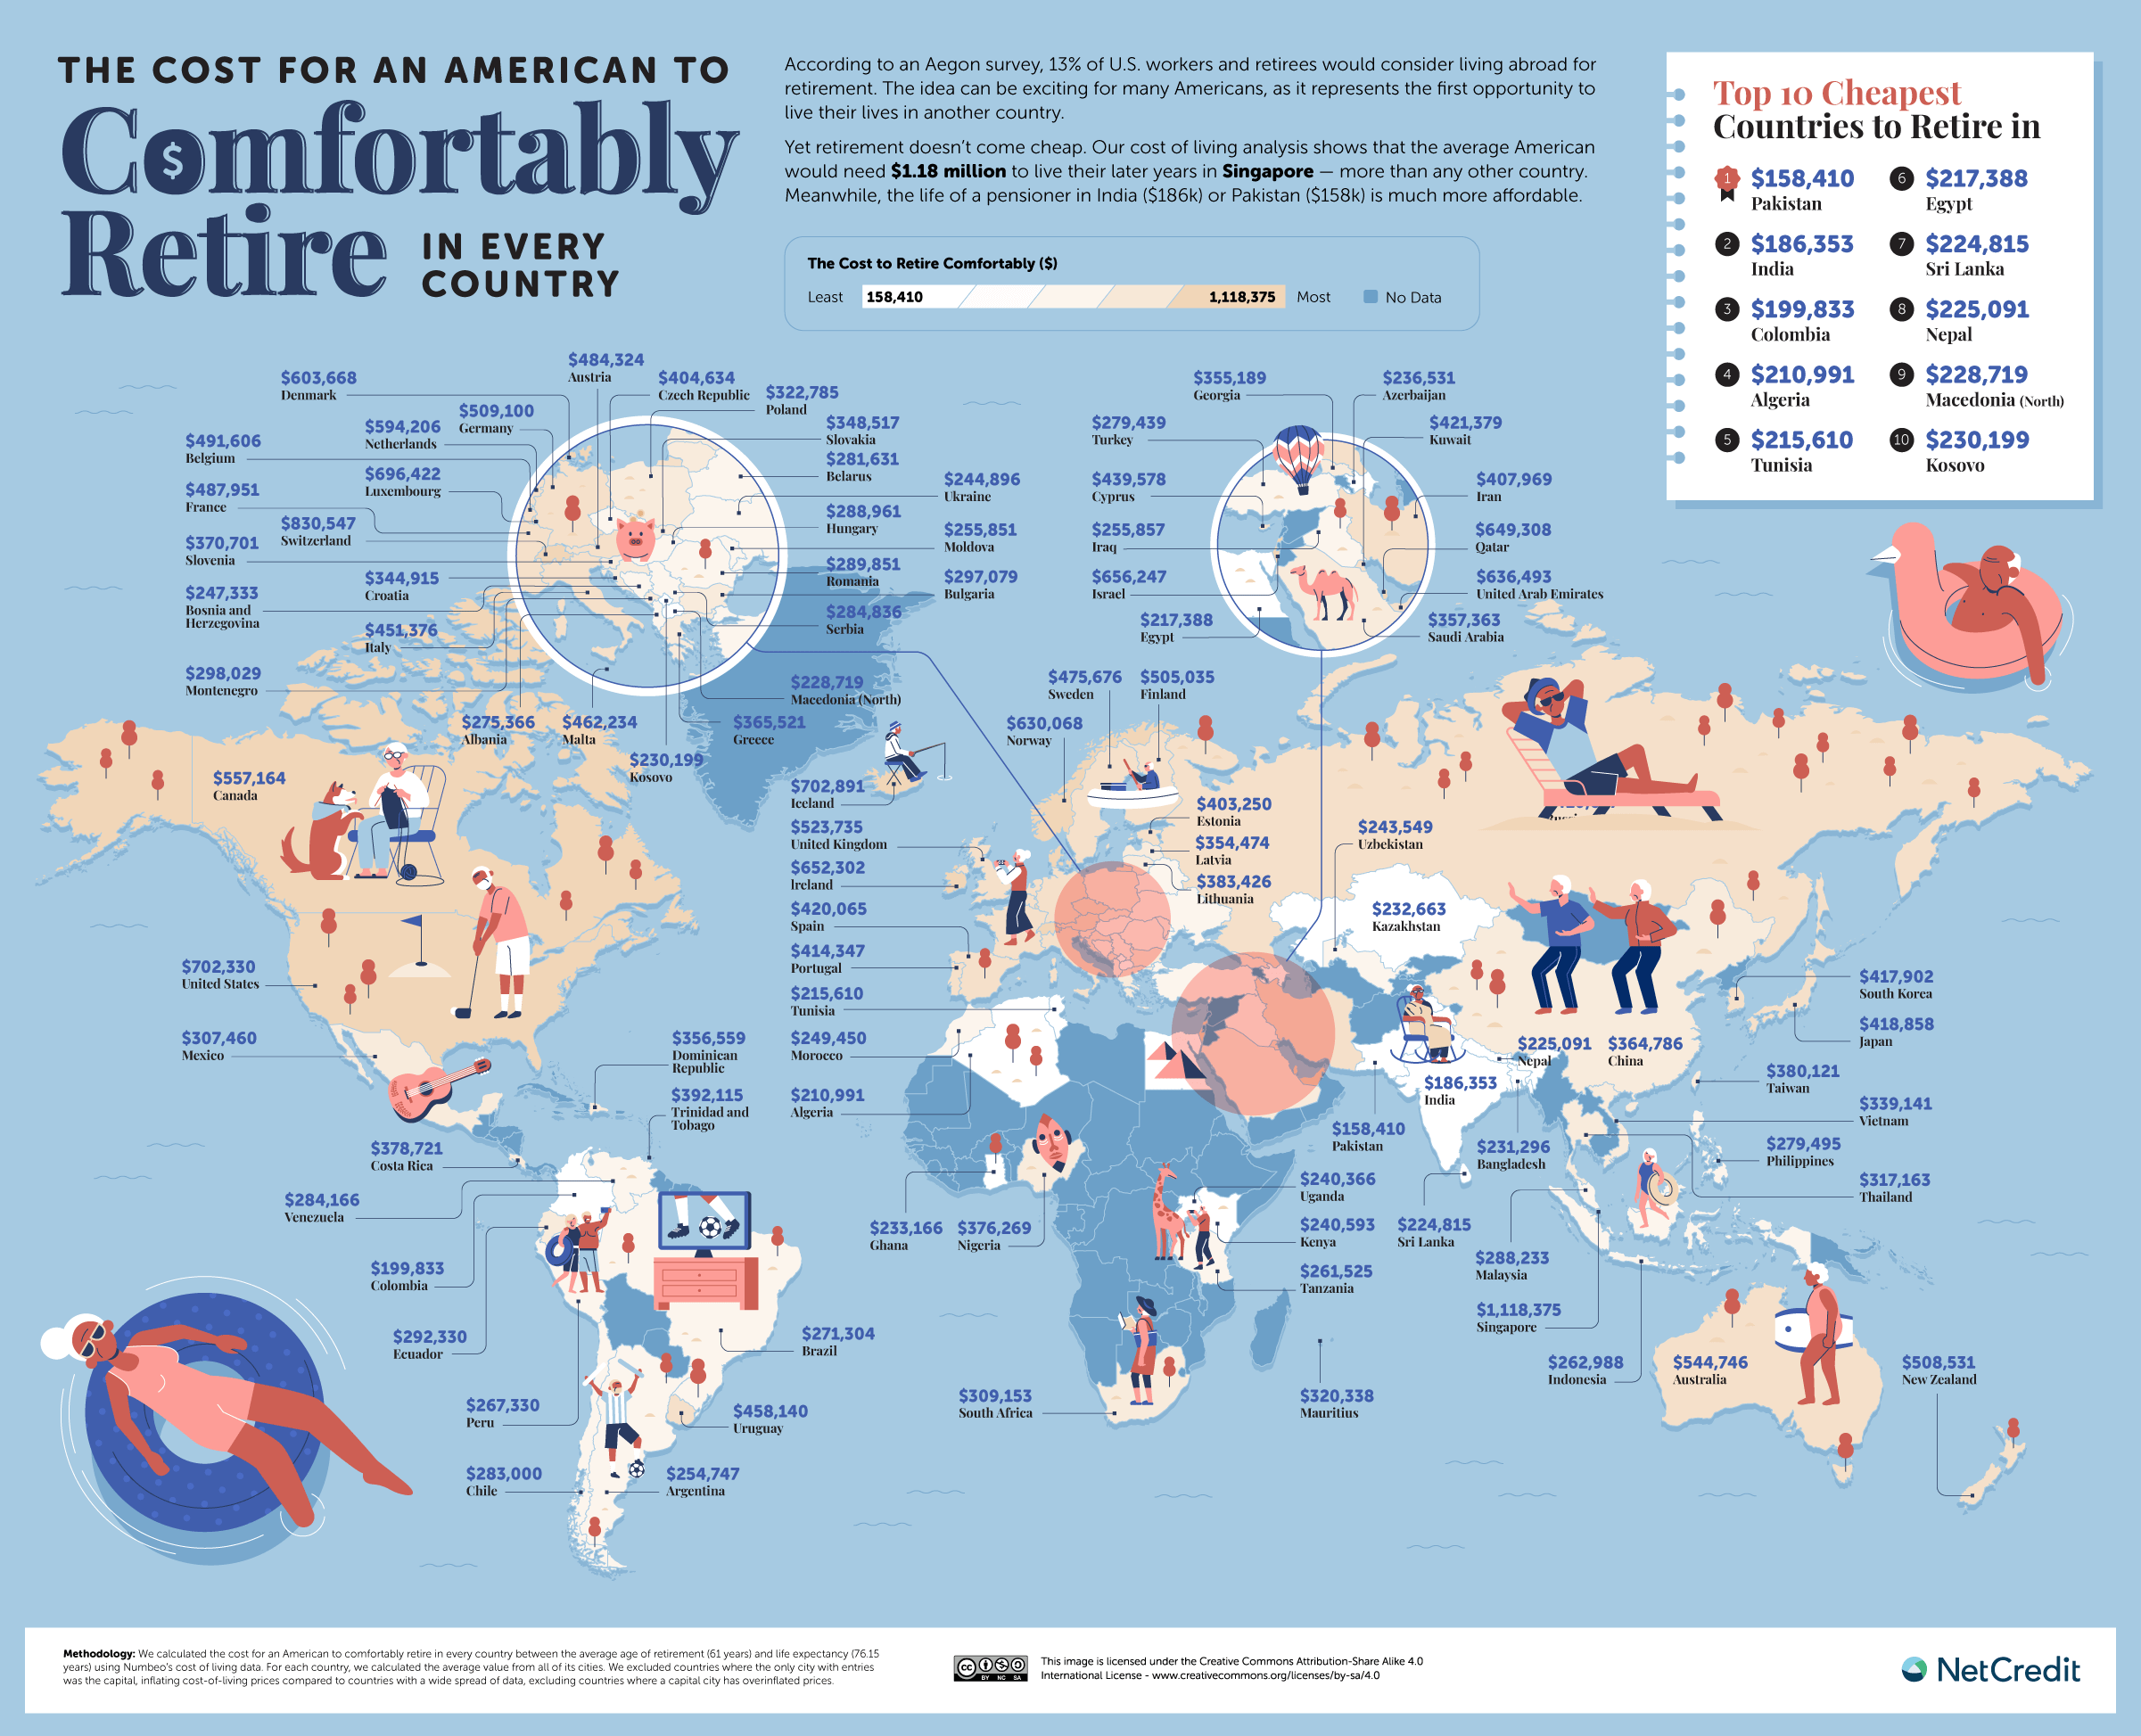 THE COST FOR AN AMERICAN TO
Comfortably
Retire
IN EVERY
COUNTRY
According to an Aegon survey, 13% of U.S. workers and retirees would consider living abroad for
retirement. The idea can be exciting for many Americans, as it represents the first opportunity to
live their lives in another country.
Yet retirement doesn't come cheap. Our cost of living analysis shows that the average American
would need $1.18 million to live their later years in Singapore — more than any other country.
Meanwhile, the life of a pensioner in India ($186k) or Pakistan ($158k) is much more affordable.
The Cost to Retire Comfortably ($)
Least 158,410 1,118,375 Most No Data
Top 10 Cheapest
Countries to Retire in
1 $158,410
Pakistan
2 $186,353
India
3 $199,833
Colombia
4 $210,991
Algeria
5 $215,610
Tunisia
6 $217,388
Egypt
7 $224,815
Sri Lanka
8 $225,091
Nepal
9 $228,719
Macedonia (North)
10 $230,199
Kosovo
$603,668
Denmark
$484,324
Austria
$404,634
Czech Republic
$322,785
Poland
$509,100
Germany
$594,206
Netherlands
$491,606
Belgium
$696,422
Luxembourg
$487,951
France
$830,547
Switzerland
$370,701
Slovenia
$344,915
Croatia
$247,333
Bosnia and
Herzegovina
$451,376
Italy
$298,029
Montenegro
$275,366
Albania
$462,234
Malta
$230,199
Kosovo
$365,521
Greece
$228,719
Macedonia (North)
$348,517
Slovakia
$281,631
Belarus
$244,896
Ukraine
$288,961
Hungary
$255,851
Moldova
$289,851
Romania
$297,079
Bulgaria
$284,836
Serbia
$355,189
Georgia
$236,531
Azerbaijan
$279,439
Turkey
$421,379
Kuwait
$439,578
Cyprus
$407,969
Iran
$255,857
Iraq
$649,308
Qatar
$656,247
Israel
$636,493
United Arab Emirates
$217,388
Egypt
$357,363
Saudi Arabia
$475,676
Sweden
$505,035
Finland
$630,068
Norway
$702,891
Iceland
$523,735
United Kingdom
$652,302
Ireland
$420,065
Spain
$414,347
Portugal
$215,610
Tunisia
$249,450
Morocco
$210,991
Algeria
$403,250
Estonia
$354,474
Latvia
$383,426
Lithuania
$243,549
Uzbekistan
$232,663
Kazakhstan
$557,164
Canada
$702,330
United States
$307,460
Mexico
$356,559
Dominican
Republic
$392,115
Trinidad and
Tobago
$378,721
Costa Rica
$284,166
Venezuela
$199,833
Colombia
$292,330
Ecuador
$267,330
Peru
$283,000
Chile
$254,747
Argentina
$458,140
Uruguay
$271,304
Brazil
$233,166
Ghana
$376,269
Nigeria
$240,366
Uganda
$240,593
Kenya
$261,525
Tanzania
$309,153
South Africa
$320,338
Mauritius
$158,410
Pakistan
$186,353
India
$225,091
Nepal
$364,786
China
$231,296
Bangladesh
$224,815
Sri Lanka
$417,902
South Korea
$418,858
Japan
$380,121
Taiwan
$339,141
Vietnam
$279,495
Philippines
$317,163
Thailand
$288,233
Malaysia
$1,118,375
Singapore
$262,988
Indonesia
$544,746
Australia
$508,531
New Zealand
Methodology: We calculated the cost for an American to comfortably retire in every country between the average age of retirement (61 years) and life expectancy (76.15
years) using Numbeo's cost of living data. For each country, we calculated the average value from all of its cities. We excluded countries where the only city with entries
was the capital, inflating cost-of-living prices compared to countries with a wide spread of data, excluding countries where a capital city has overinflated prices.
cc BY NC SA
This image is licensed under the Creative Commons Attribution-Share Alike 4.0
International License - www.creativecommons.org/licenses/by-sa/4.0
NetCredit